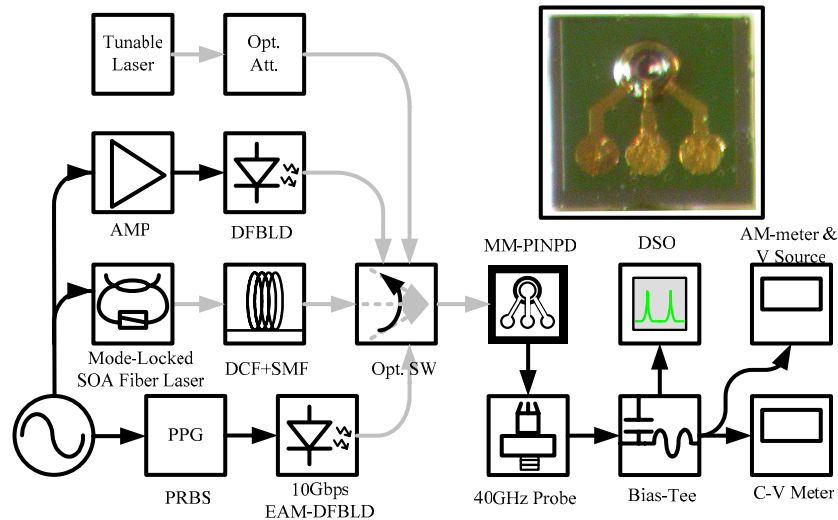 Tunable
Laser
Opt.
Att.
AMP
DFBLD
MM-PINPD
DSO
AM-meter &
V Source
Mode-Locked
SOA Fiber Laser
DCF+SMF
Opt. SW
PPG
PRBS
10Gbps
EAM-DFBLD
40GHz Probe
Bias-Tee
C-V Meter